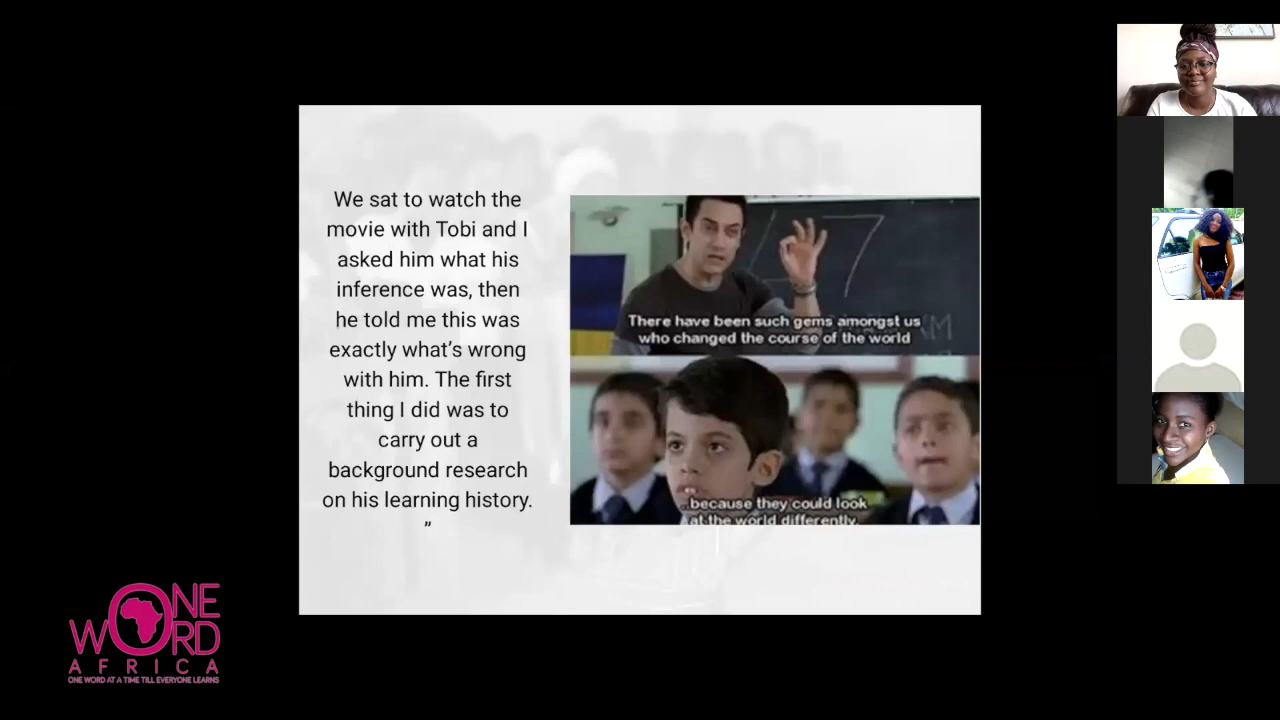 We sat to watch the
movie with Tobi and I
asked him what his
inference was, then
he told me this was
exactly what’s wrong
with him. The first
thing I did was to
carry out a
background research
on his learning history.
”
17
There have been such gems amongst us
who changed the course of the world
because they could look
at the world differently.
ONE
WORD
AFRICA
ONE WORD AT A TIME TILL EVERYONE LEARNS